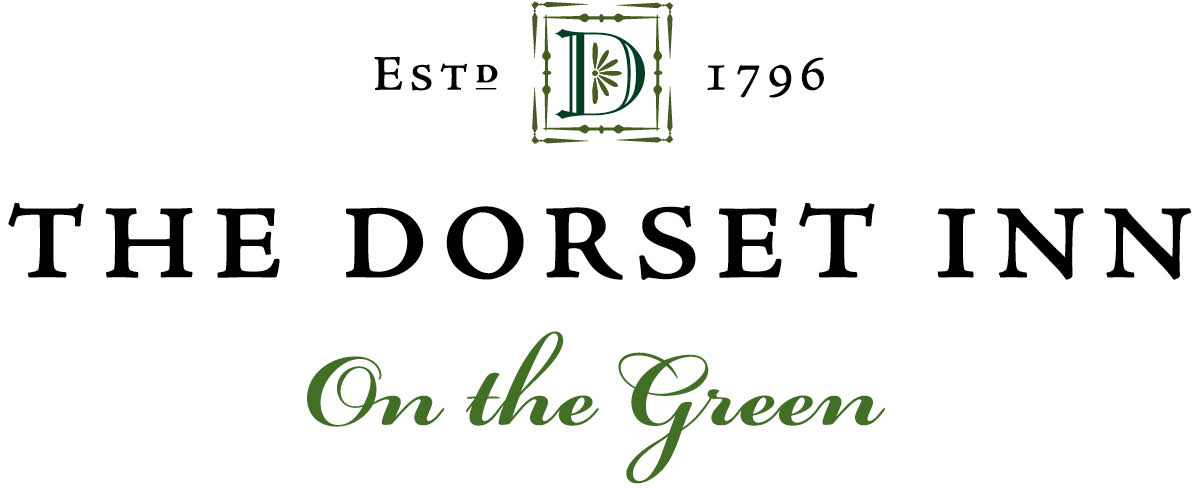 ESTD D 1796
THE DORSET INN
On the Green